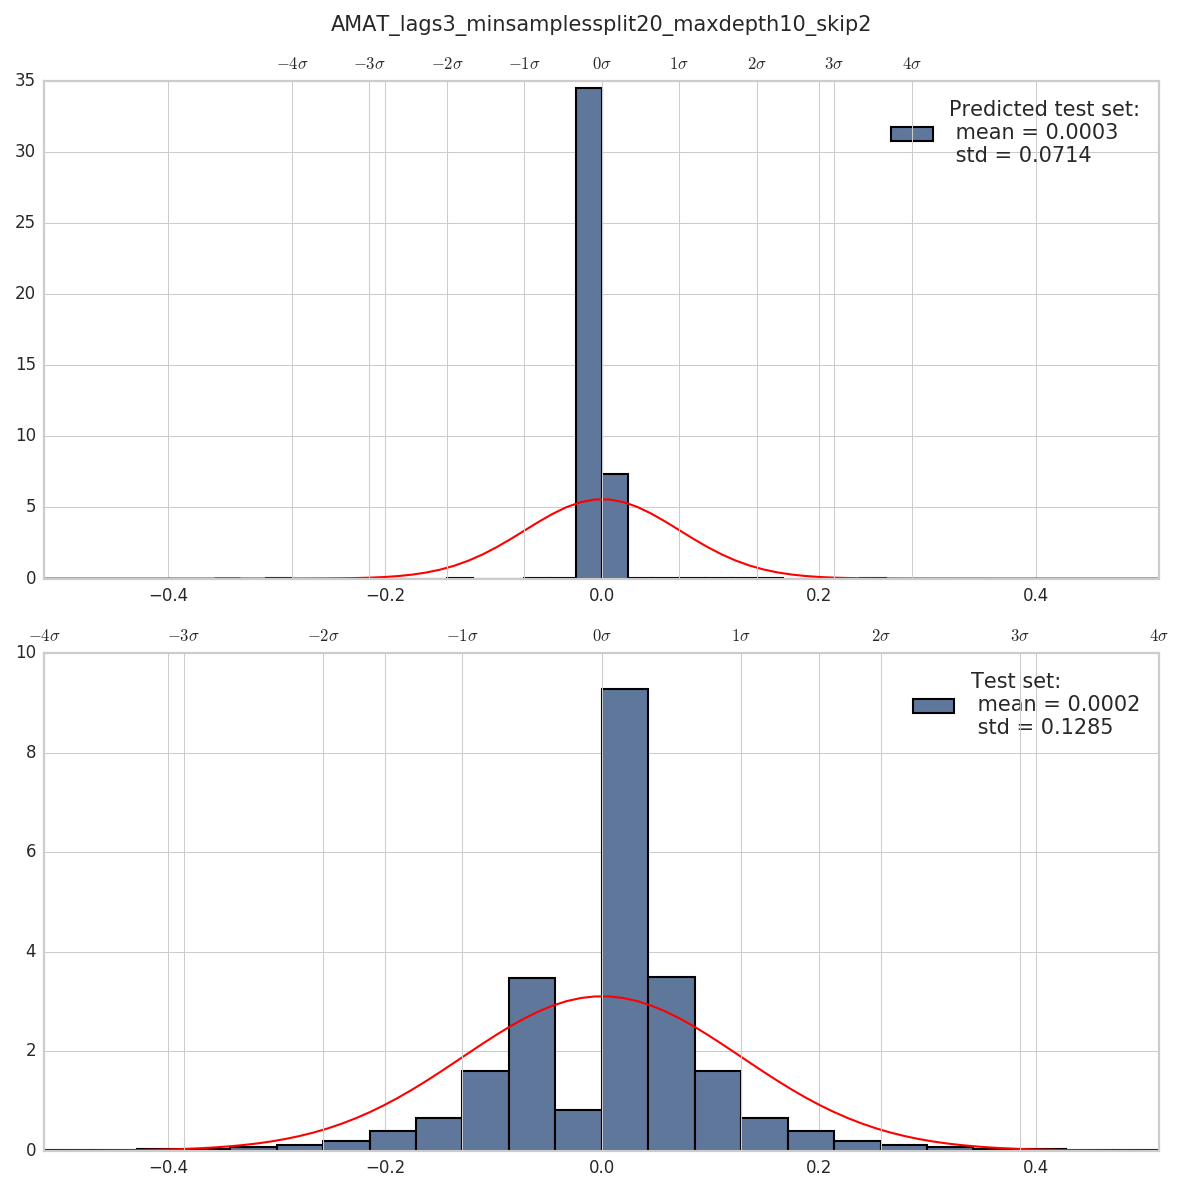 AMAT_lags3_minsamplessplit20_maxdepth10_skip2
−4σ −3σ −2σ −1σ 0σ 1σ 2σ 3σ 4σ
35
30
25
20
15
10
5
0
Predicted test set:
mean = 0.0003
std = 0.0714
−0.4 −0.2 0.0 0.2 0.4
−4σ −3σ −2σ −1σ 0σ 1σ 2σ 3σ 4σ
10
8
6
4
2
0
Test set:
mean = 0.0002
std = 0.1285
−0.4 −0.2 0.0 0.2 0.4